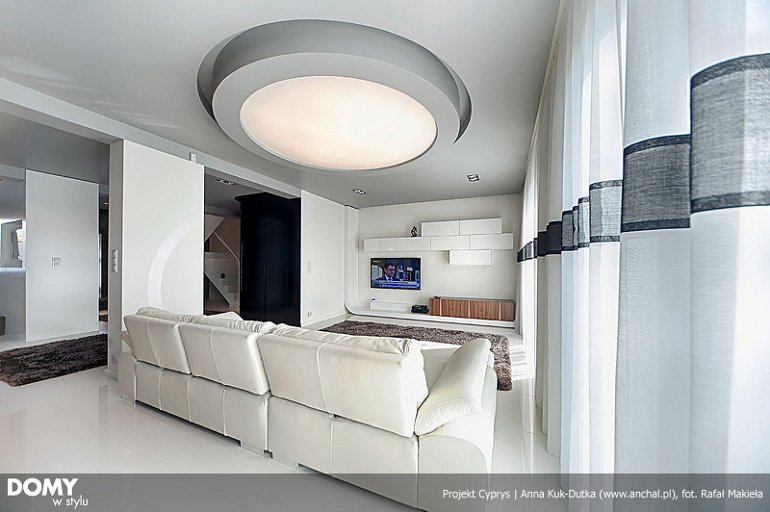 DOMY
w stylu
Projekt Cyprys | Anna Kuk-Dutka (www.anchal.pl), fot. Rafał Makieła